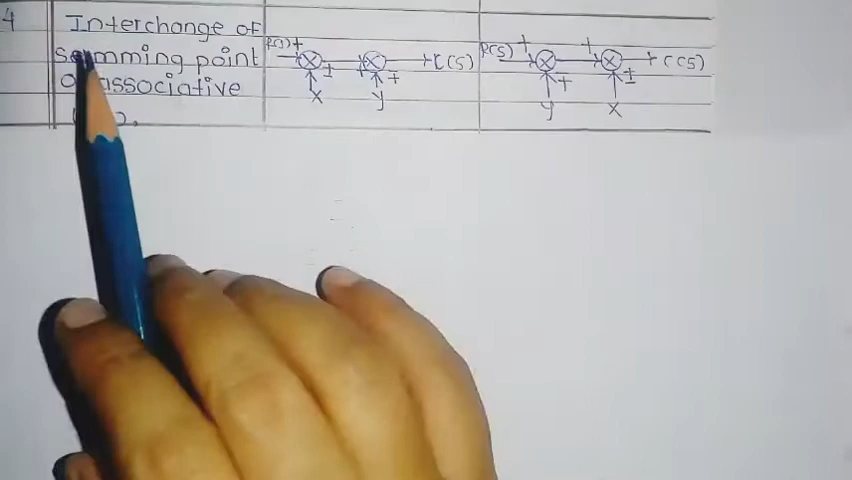 4
Interchange of
summing point
associative
R(S) + ± + ± C(S)
x y
R(S) + + + ± C(S)
y x